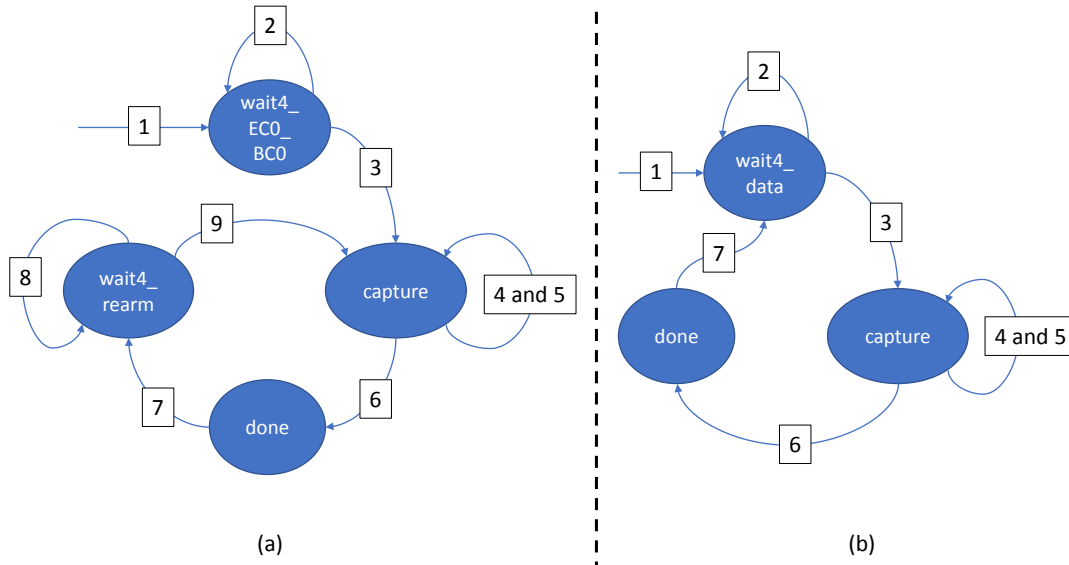 2
wait4_
EC0_
BC0
1
3
9
8
wait4_
rearm
capture
4 and 5
7
6
done
(a)
2
wait4_
data
1
3
7
done
capture
4 and 5
6
(b)